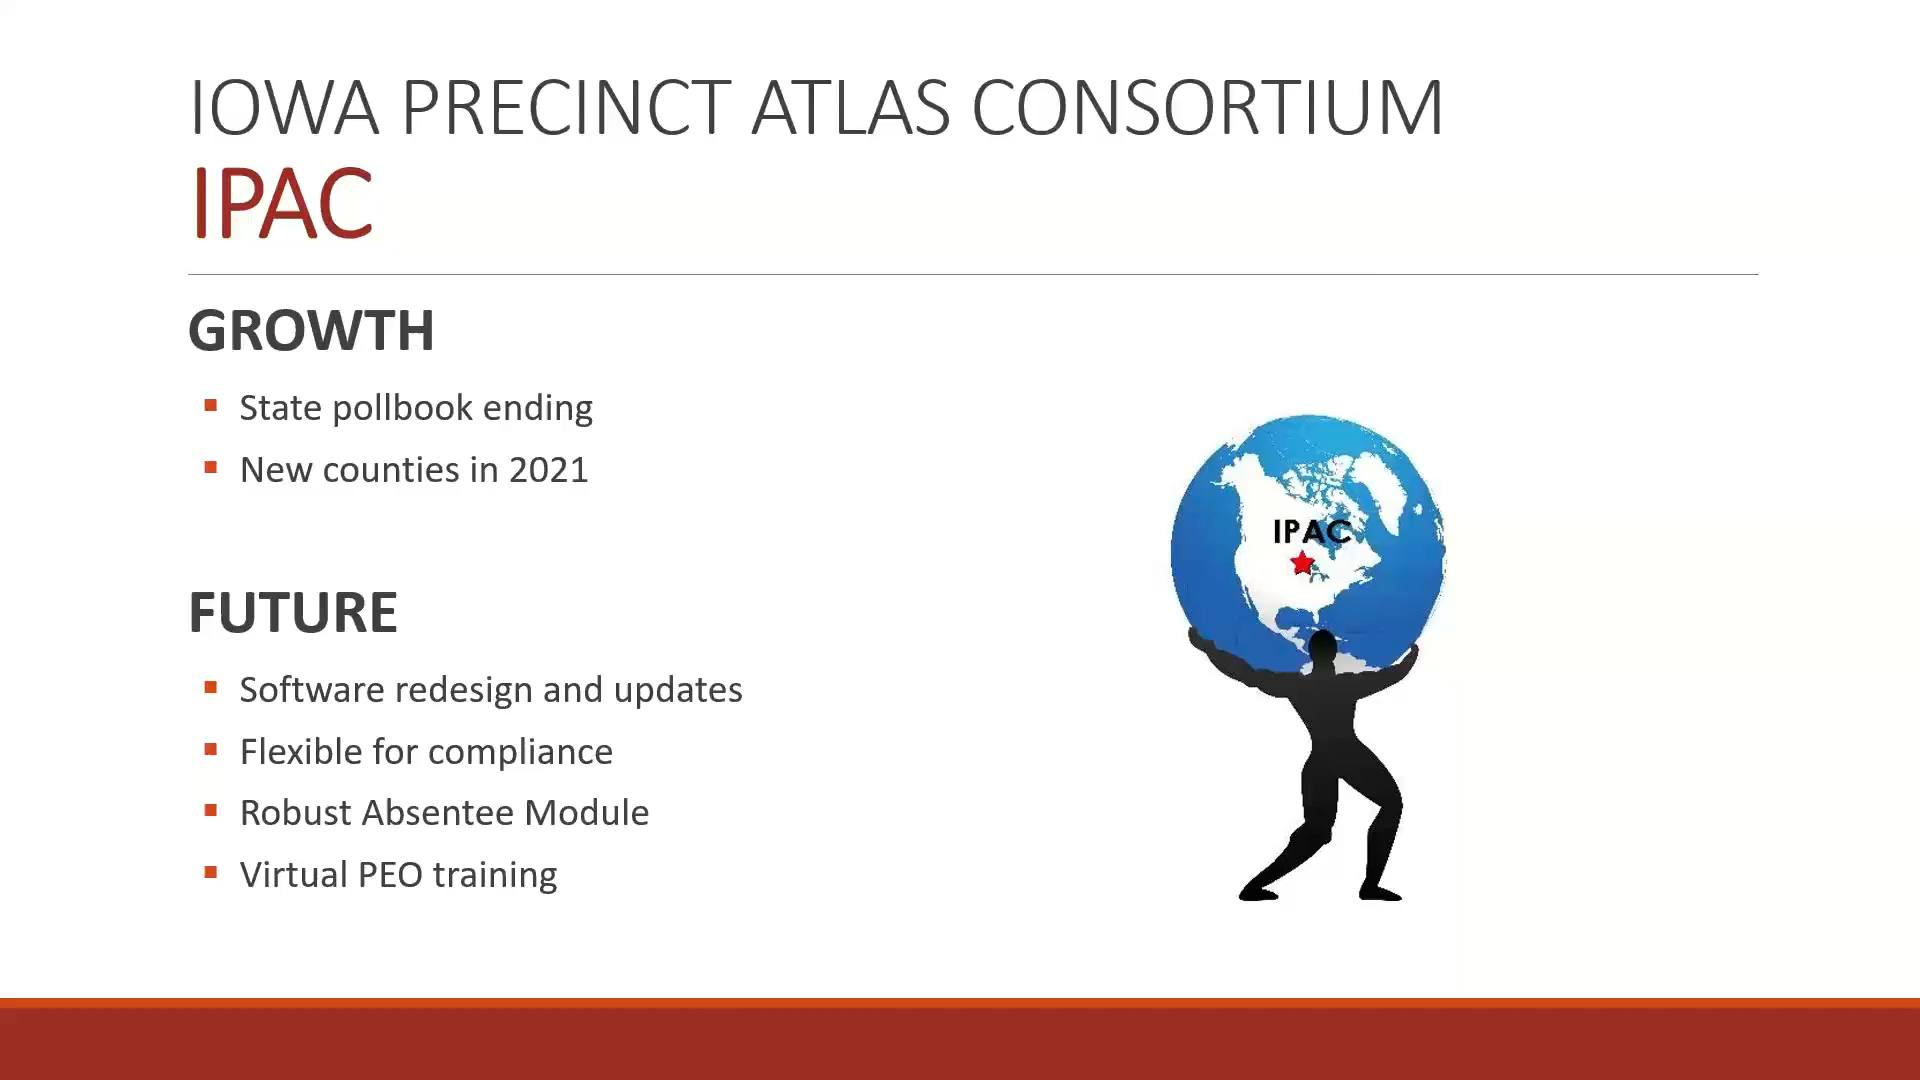 IOWA PRECINCT ATLAS CONSORTIUM
IPAC
GROWTH
State pollbook ending
New counties in 2021
FUTURE
Software redesign and updates
Flexible for compliance
Robust Absentee Module
Virtual PEO training
IPAC